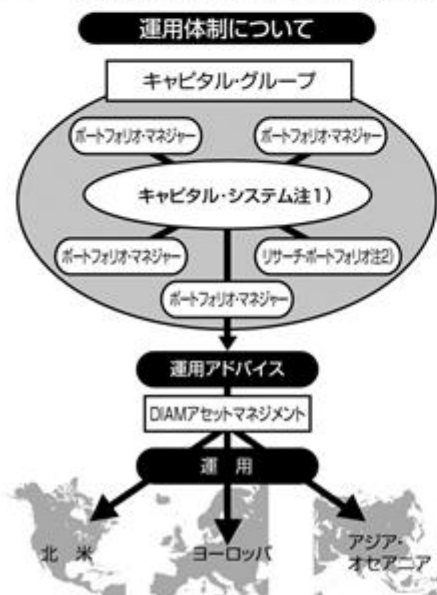 運用体制について
キャピタル・グループ
ポートフォリオ・マネジャー
ポートフォリオ・マネジャー
キャピタル・システム注1)
ポートフォリオ・マネジャー
リサーチ・ポートフォリオ注2)
ポートフォリオ・マネジャー
運用アドバイス
DIAMアセットマネジメント
運 用
北 米
ヨーロッパ
アジア・
オセアニア